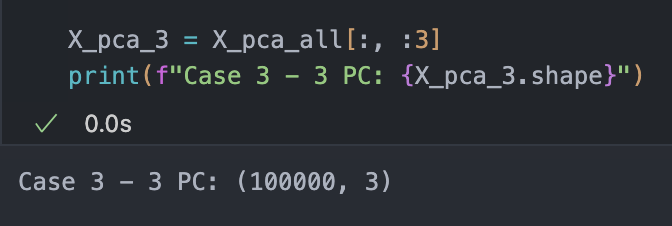 X_pca_3 = X_pca_all[:, :3]
print(f"Case 3 - 3 PC: {X_pca_3.shape}")
0.0s
Case 3 - 3 PC: (100000, 3)